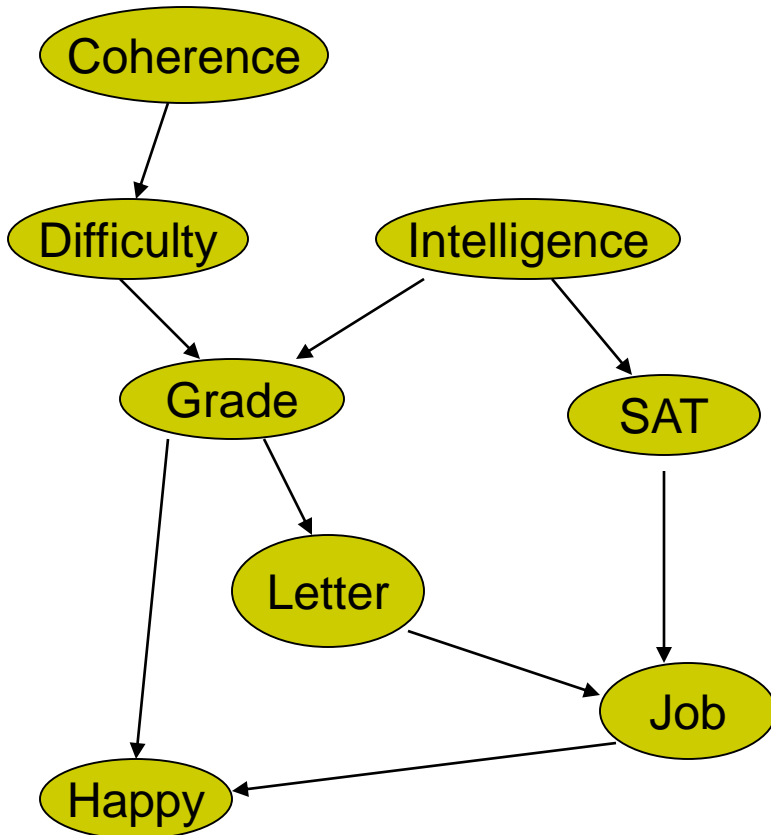 Coherence
Difficulty
Intelligence
Grade
SAT
Letter
Job
Happy